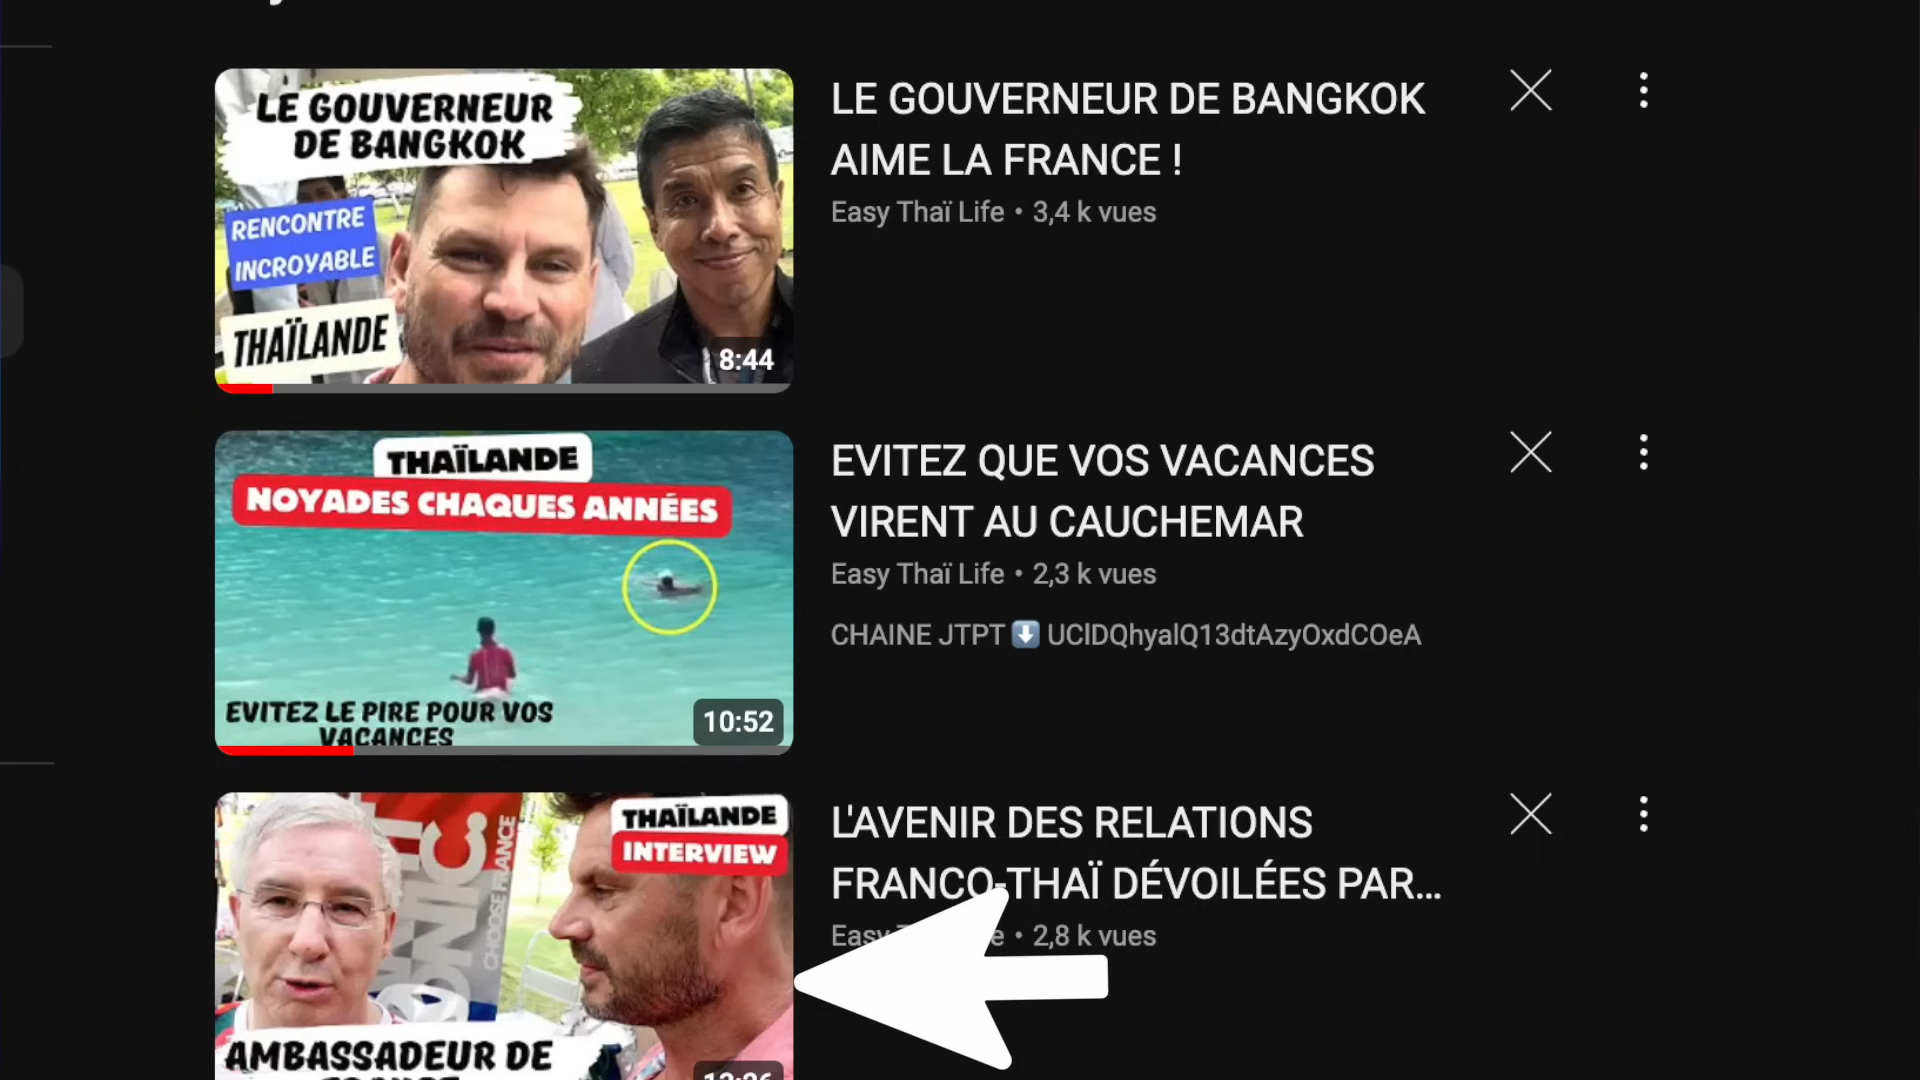 LE GOUVERNEUR
DE BANGKOK
RENCONTRE
INCROYABLE
THAÏLANDE
8:44
LE GOUVERNEUR DE BANGKOK
AIME LA FRANCE !
Easy Thaï Life • 3,4 k vues
THAÏLANDE
NOYADES CHAQUES ANNÉES
EVITEZ LE PIRE POUR VOS
VACANCES
10:52
EVITEZ QUE VOS VACANCES
VIRENT AU CAUCHEMAR
Easy Thaï Life • 2,3 k vues
CHAINE JTPT ⬇️ UClDQhyalQ13dtAzyOxdCOeA
THAÏLANDE
INTERVIEW
CHOOSE FRANCE
AMBASSADEUR DE
L'AVENIR DES RELATIONS
FRANCO-THAÏ DÉVOILÉES PAR...
Easy • 2,8 k vues